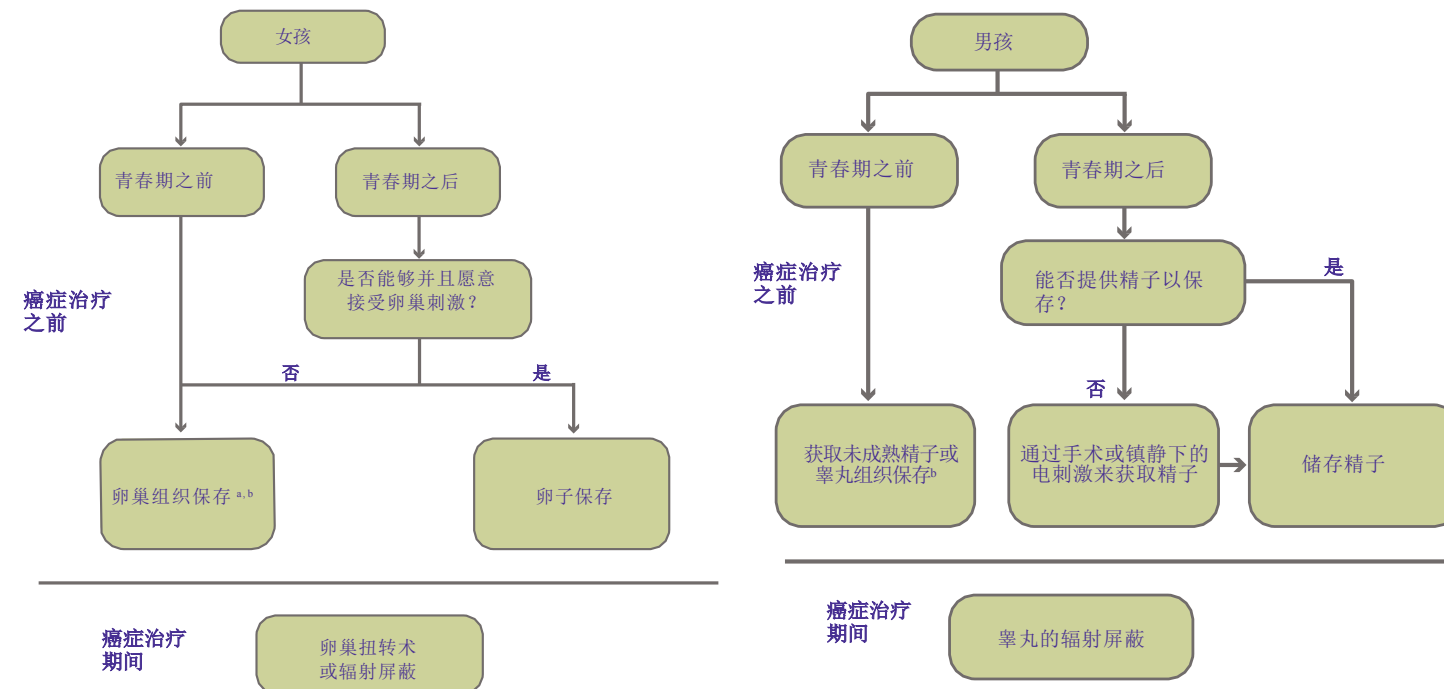 女孩
青春期之前
青春期之后
癌症治疗
之前
是否能够并且愿意
接受卵巢刺激？
否
是
卵巢组织保存 a, b
卵子保存
癌症治疗
期间
卵巢扭转术
或辐射屏蔽
男孩
青春期之前
青春期之后
癌症治疗
之前
能否提供精子以保
存？
是
否
获取未成熟精子或
睾丸组织保存b
通过手术或镇静下的
电刺激来获取精子
储存精子
癌症治疗
期间
睾丸的辐射屏蔽